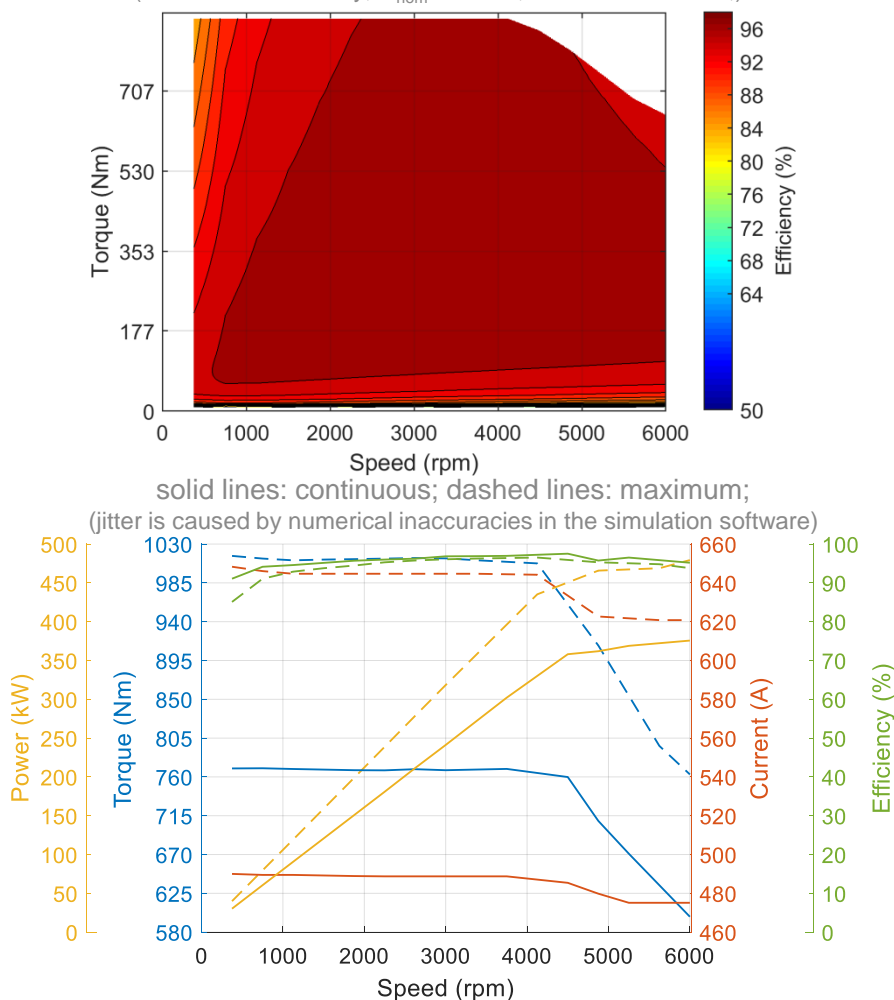 nom
96
92
88
84
80
76
72
68
64
50
Efficiency (%)
707
530
353
177
0
Torque (Nm)
0 1000 2000 3000 4000 5000 6000
Speed (rpm)
solid lines: continuous; dashed lines: maximum;
(jitter is caused by numerical inaccuracies in the simulation software)
500 1030 660 100
450 985 640 90
400 940 620 80
350 895 600 70
300 850 580 60
250 805 560 50
200 760 540 40
150 715 520 30
100 670 500 20
50 625 480 10
0 580 460 0
Power (kW)
Torque (Nm)
Current (A)
Efficiency (%)
0 1000 2000 3000 4000 5000 6000
Speed (rpm)